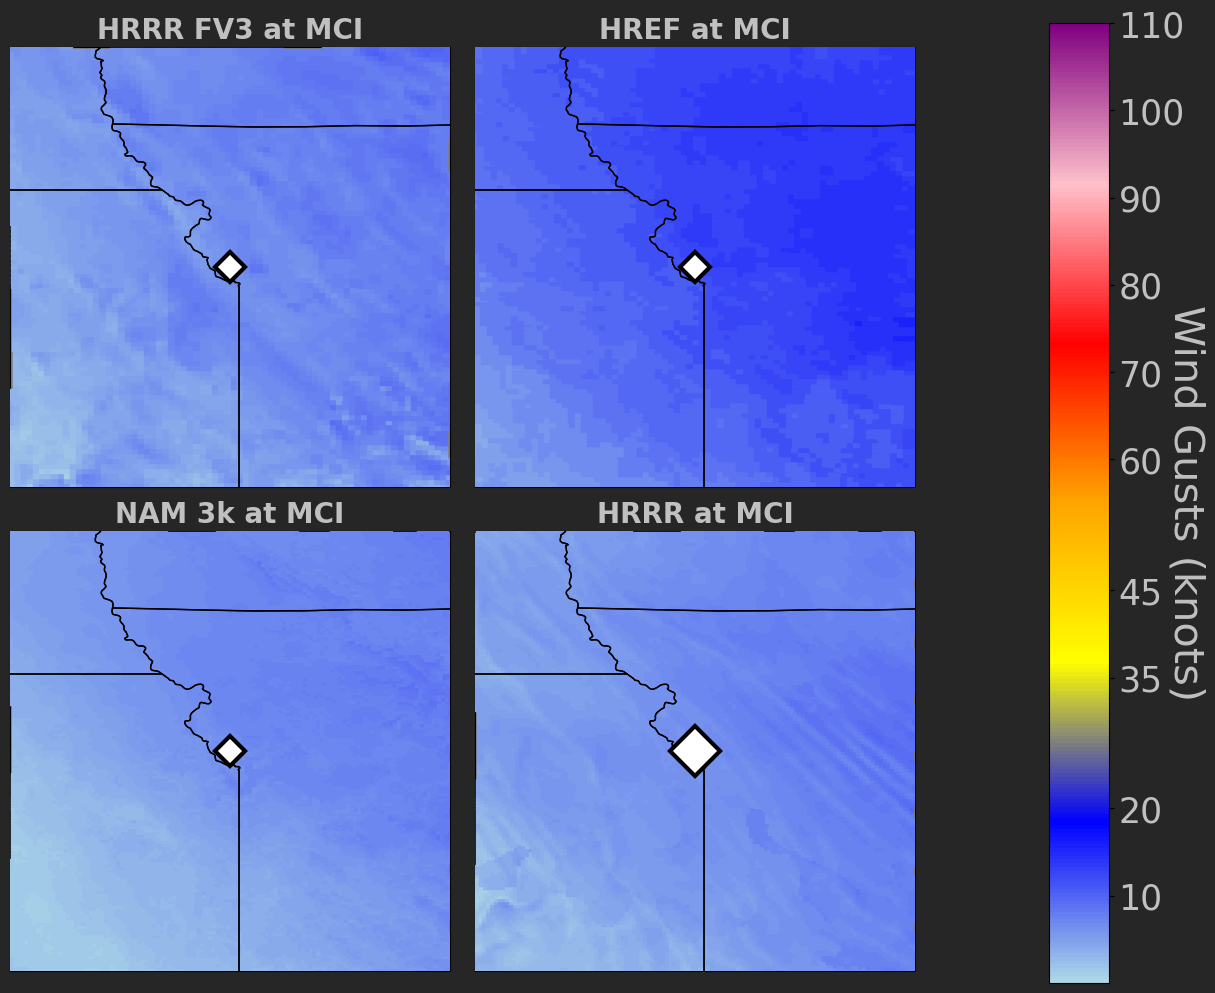 HRRR FV3 at MCI
HREF at MCI
NAM 3k at MCI
HRRR at MCI
110
100
90
80
70
60
45
35
20
10
Wind Gusts (knots)